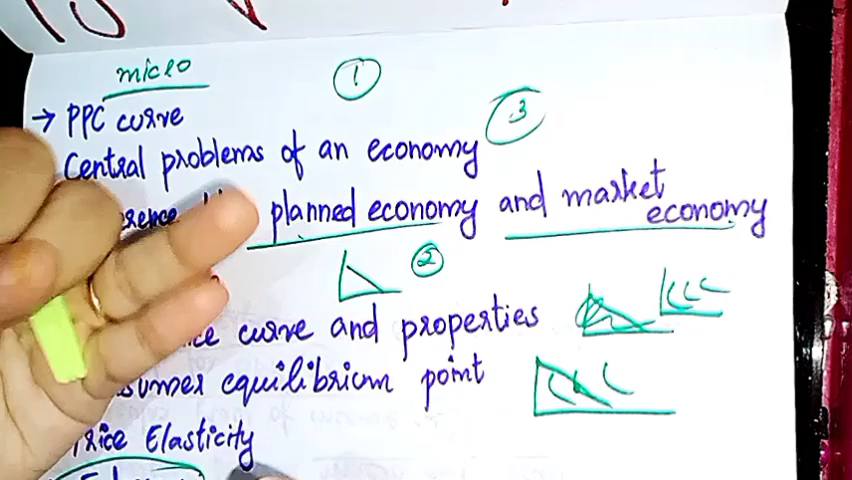 micro
①
→ PPC curve
③
Central problems of an economy
planned economy and market
economy
②
curve and properties
equilibrium point
Price Elasticity